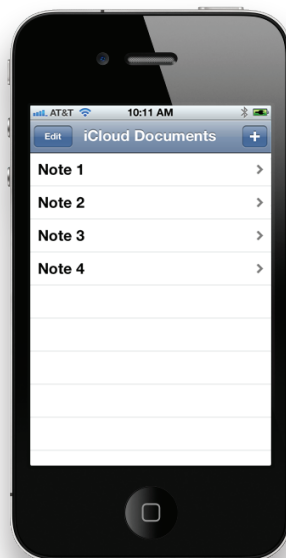 AT&T 10:11 AM
Edit iCloud Documents +
Note 1
Note 2
Note 3
Note 4